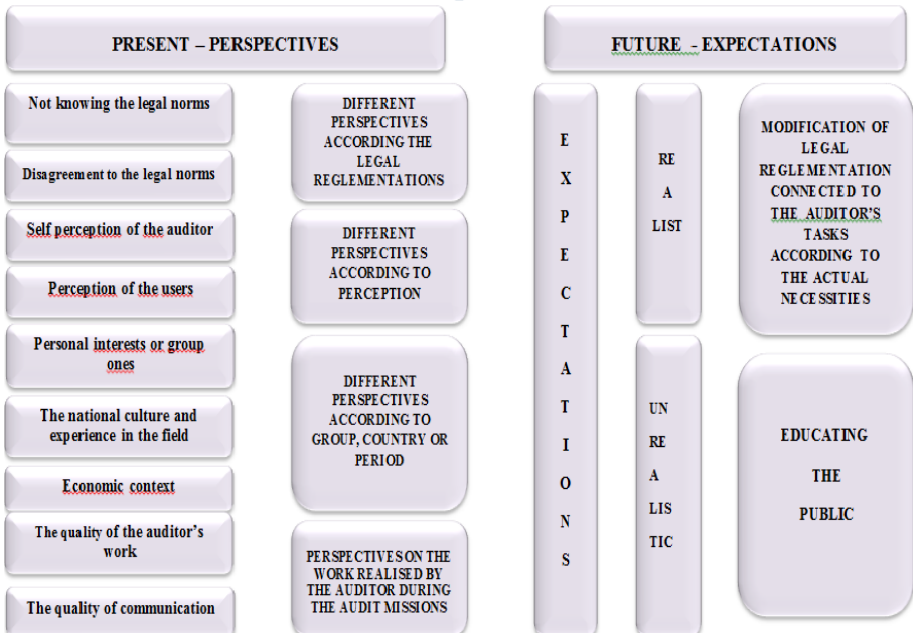 PRESENT – PERSPECTIVES
Not knowing the legal norms
Disagreement to the legal norms
Self perception of the auditor
Perception of the users
Personal interests or group
ones
The national culture and
experience in the field
Economic context
The quality of the auditor's
work
The quality of communication
DIFFERENT
PERSPECTIVES
ACCORDING THE
LEGAL
REGLEMENTATIONS
DIFFERENT
PERSPECTIVES
ACCORDING TO
PERCEPTION
DIFFERENT
PERSPECTIVES
ACCORDING TO
GROUP, COUNTRY OR
PERIOD
PERSPECTIVES ON THE
WORK REALISED BY
THE AUDITOR DURING
THE AUDIT MISSIONS
FUTURE - EXPECTATIONS
E
X
P
E
C
T
A
T
I
O
N
S
RE
A
LIST
UN
RE
A
LIS
TIC
MODIFICATION OF
LEGAL
REGLEMENTATION
CONNECTED TO
THE AUDITOR'S
TASKS
ACCORDING TO
THE ACTUAL
NECESSITIES
EDUCATING
THE
PUBLIC